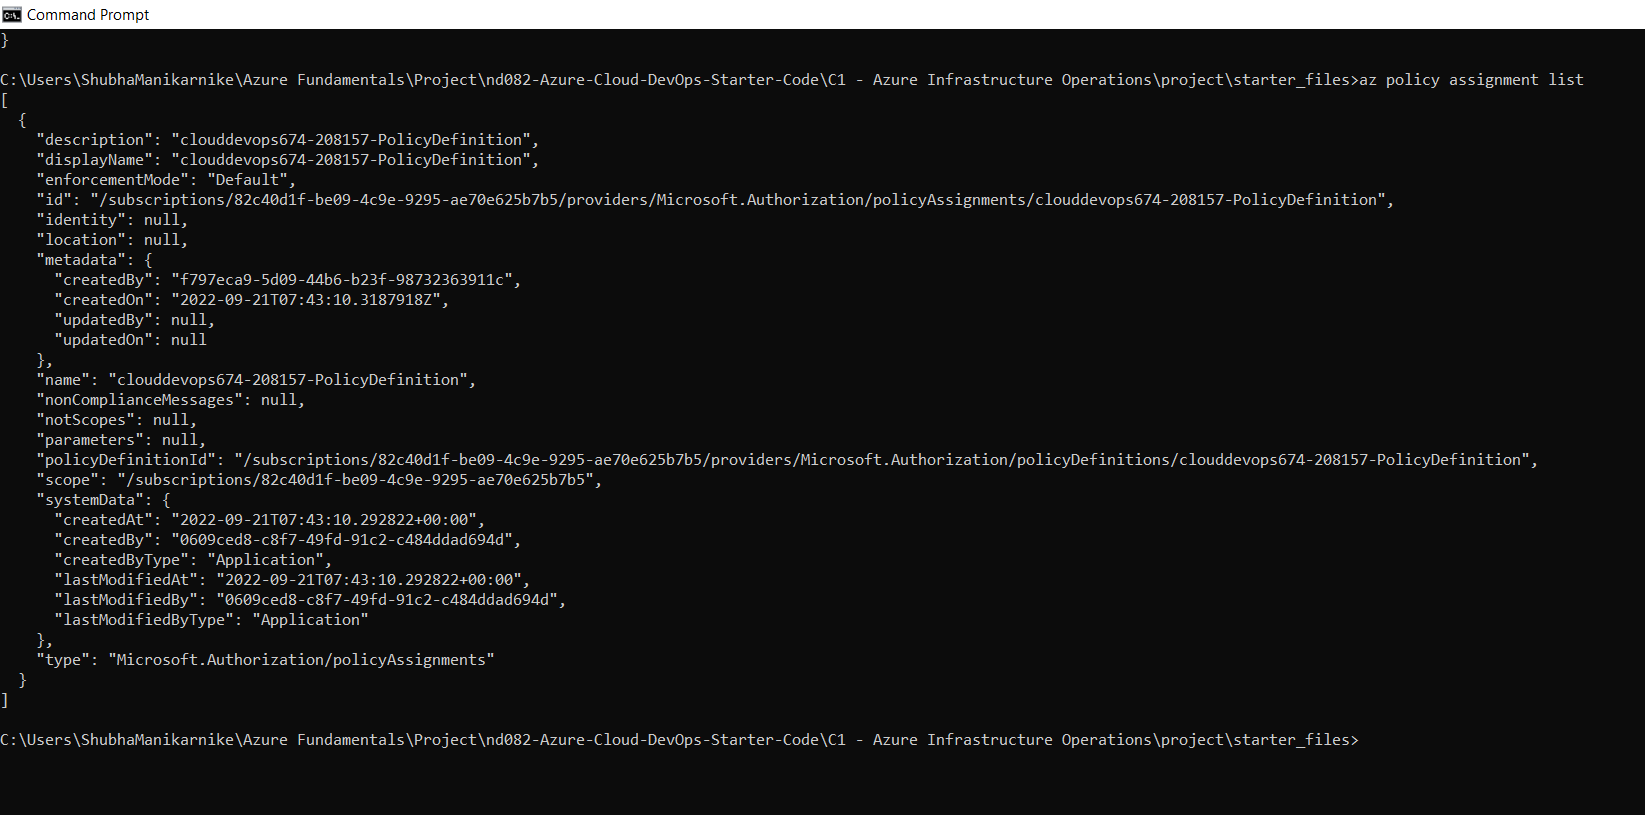 Command Prompt
}
C:\Users\ShubhaManikarnike\Azure Fundamentals\Project\nd082-Azure-Cloud-DevOps-Starter-Code\C1 - Azure Infrastructure Operations\project\starter_files>az policy assignment list
[
  {
    "description": "clouddevops674-208157-PolicyDefinition",
    "displayName": "clouddevops674-208157-PolicyDefinition",
    "enforcementMode": "Default",
    "id": "/subscriptions/82c40d1f-be09-4c9e-9295-ae70e625b7b5/providers/Microsoft.Authorization/policyAssignments/clouddevops674-208157-PolicyDefinition",
    "identity": null,
    "location": null,
    "metadata": {
      "createdBy": "f797eca9-5d09-44b6-b23f-98732363911c",
      "createdOn": "2022-09-21T07:43:10.3187918Z",
      "updatedBy": null,
      "updatedOn": null
    },
    "name": "clouddevops674-208157-PolicyDefinition",
    "nonComplianceMessages": null,
    "notScopes": null,
    "parameters": null,
    "policyDefinitionId": "/subscriptions/82c40d1f-be09-4c9e-9295-ae70e625b7b5/providers/Microsoft.Authorization/policyDefinitions/clouddevops674-208157-PolicyDefinition",
    "scope": "/subscriptions/82c40d1f-be09-4c9e-9295-ae70e625b7b5",
    "systemData": {
      "createdAt": "2022-09-21T07:43:10.292822+00:00",
      "createdBy": "0609ced8-c8f7-49fd-91c2-c484ddad694d",
      "createdByType": "Application",
      "lastModifiedAt": "2022-09-21T07:43:10.292822+00:00",
      "lastModifiedBy": "0609ced8-c8f7-49fd-91c2-c484ddad694d",
      "lastModifiedByType": "Application"
    },
    "type": "Microsoft.Authorization/policyAssignments"
  }
]
C:\Users\ShubhaManikarnike\Azure Fundamentals\Project\nd082-Azure-Cloud-DevOps-Starter-Code\C1 - Azure Infrastructure Operations\project\starter_files>